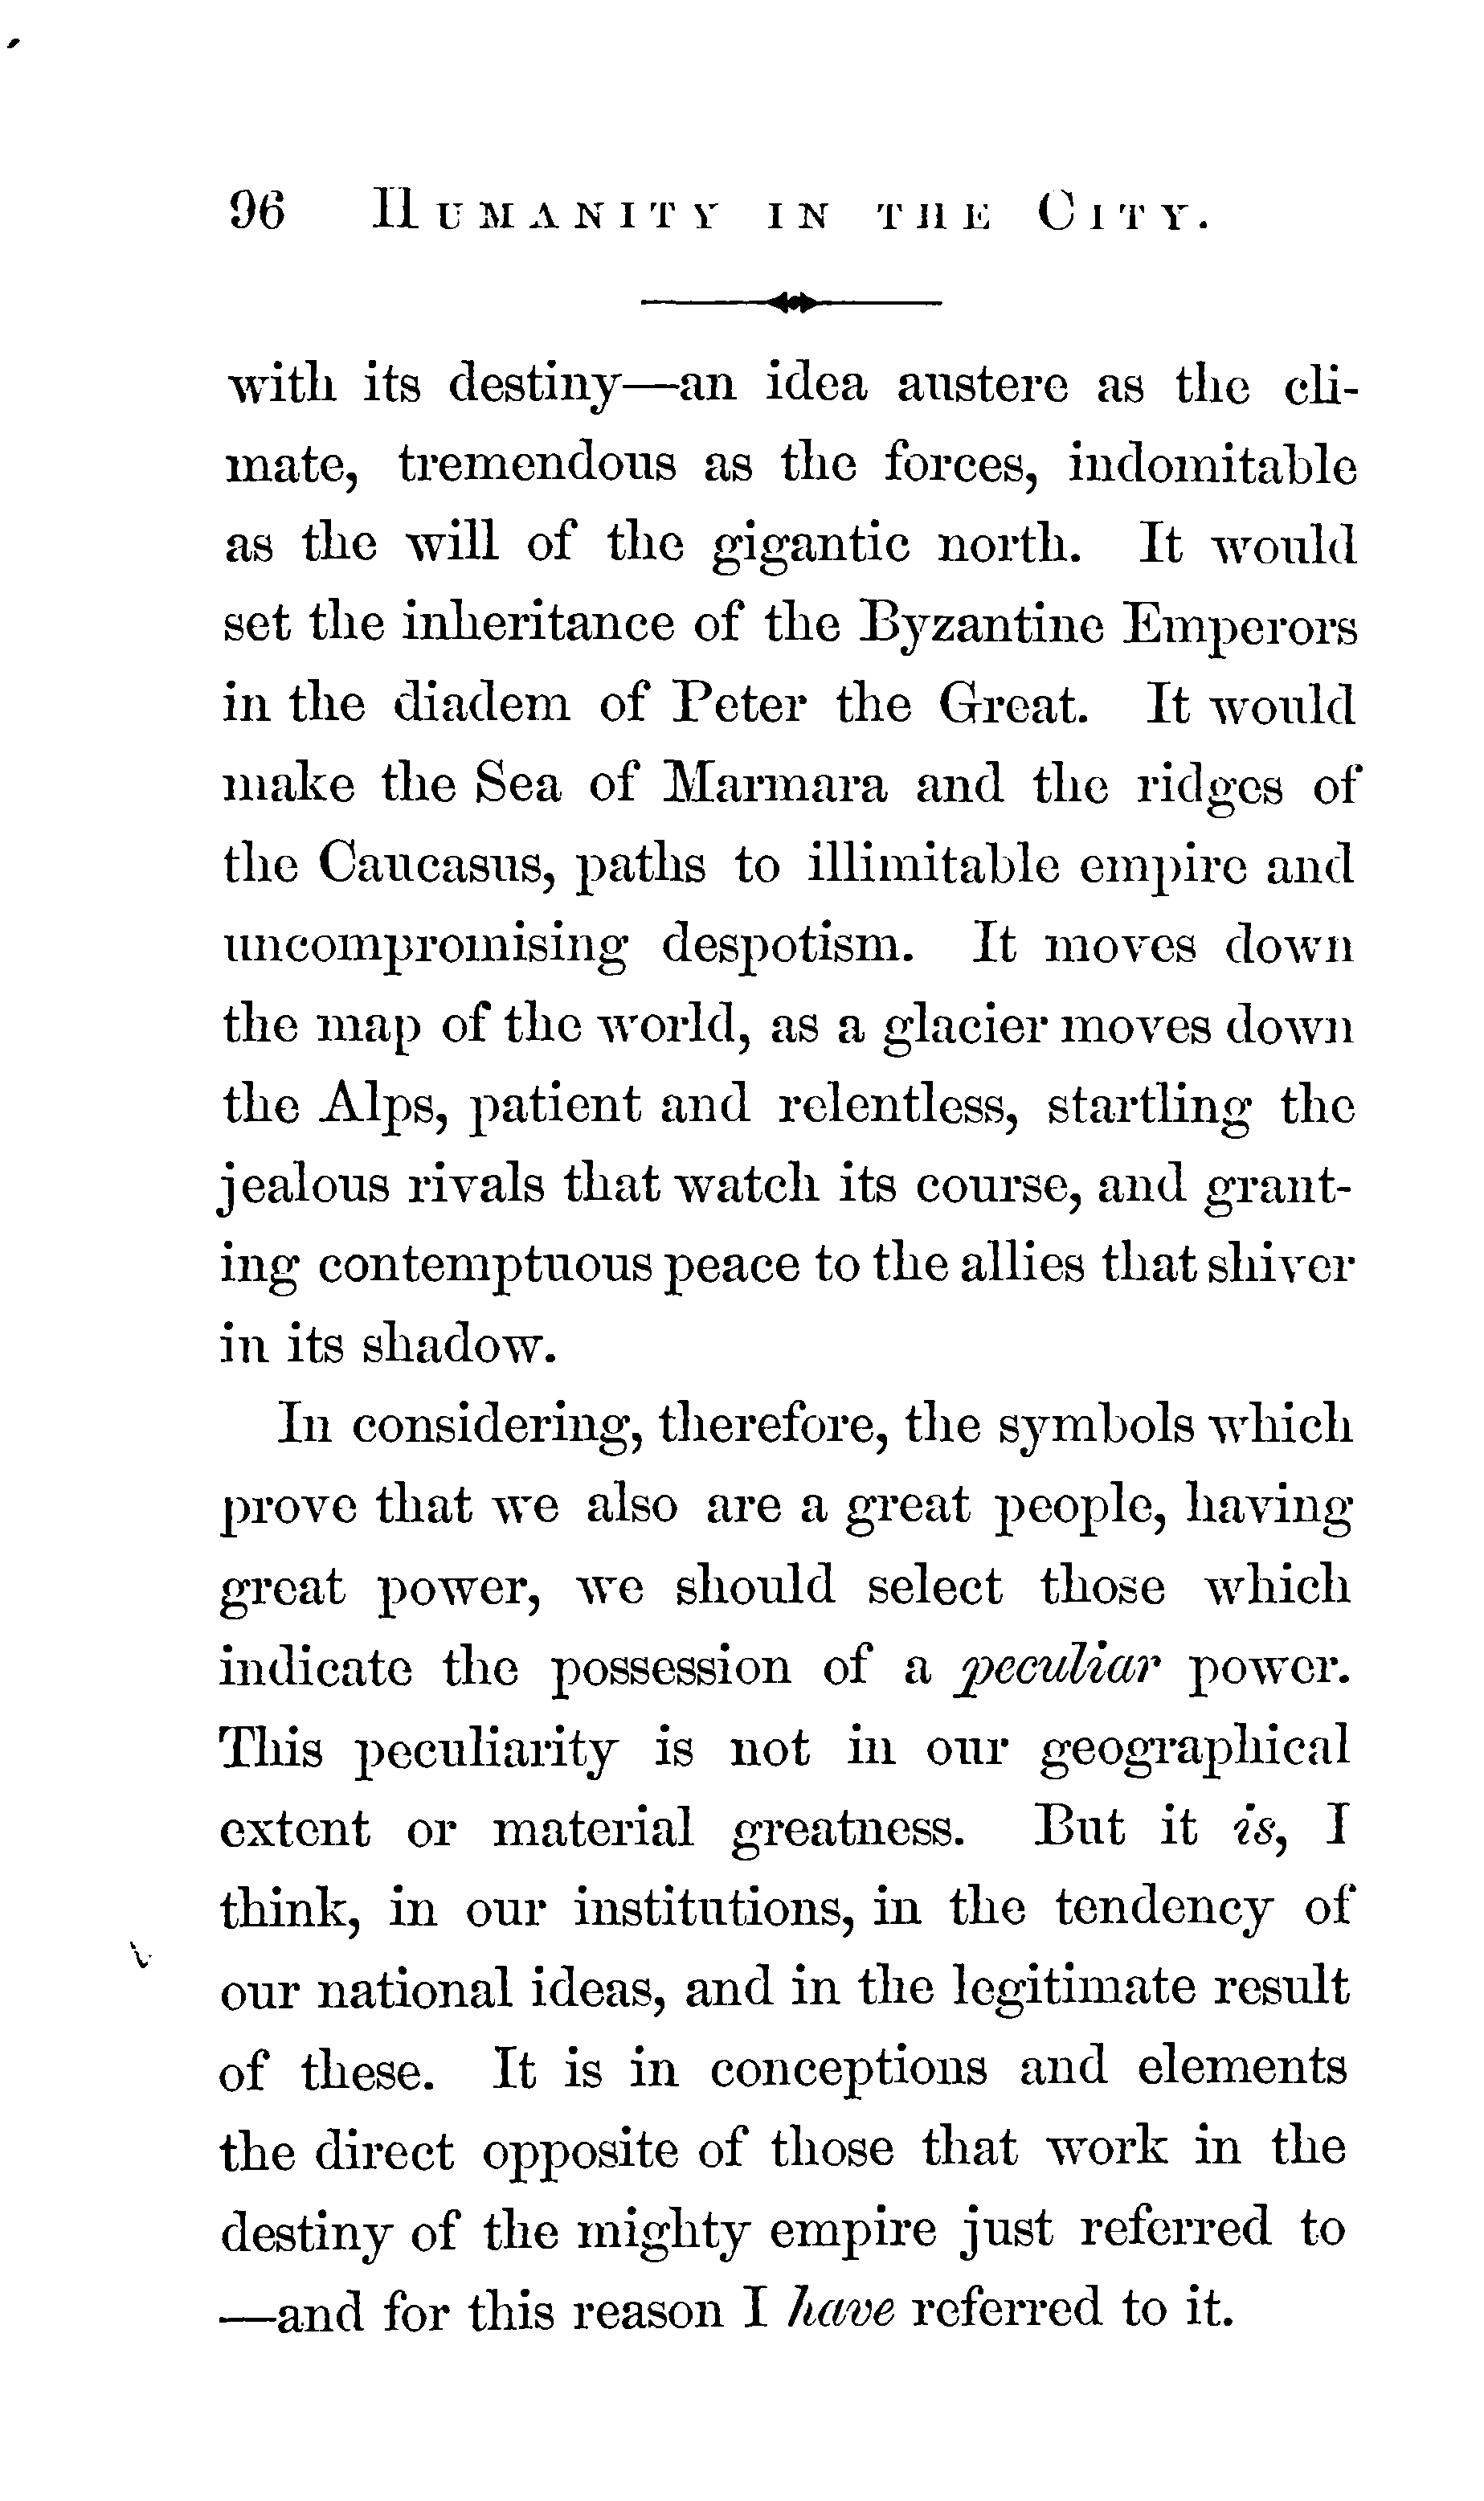 96 HUMANITY IN THE CITY.
with its destiny—an idea austere as the cli-
mate, tremendous as the forces, indomitable
as the will of the gigantic north. It would
set the inheritance of the Byzantine Emperors
in the diadem of Peter the Great. It would
make the Sea of Marmara and the ridges of
the Caucasus, paths to illimitable empire and
uncompromising despotism. It moves down
the map of the world, as a glacier moves down
the Alps, patient and relentless, startling the
jealous rivals that watch its course, and grant-
ing contemptuous peace to the allies that shiver
in its shadow.
In considering, therefore, the symbols which
prove that we also are a great people, having
great power, we should select those which
indicate the possession of a peculiar power.
This peculiarity is not in our geographical
extent or material greatness. But it is, I
think, in our institutions, in the tendency of
our national ideas, and in the legitimate result
of these. It is in conceptions and elements
the direct opposite of those that work in the
destiny of the mighty empire just referred to
—and for this reason I have referred to it.